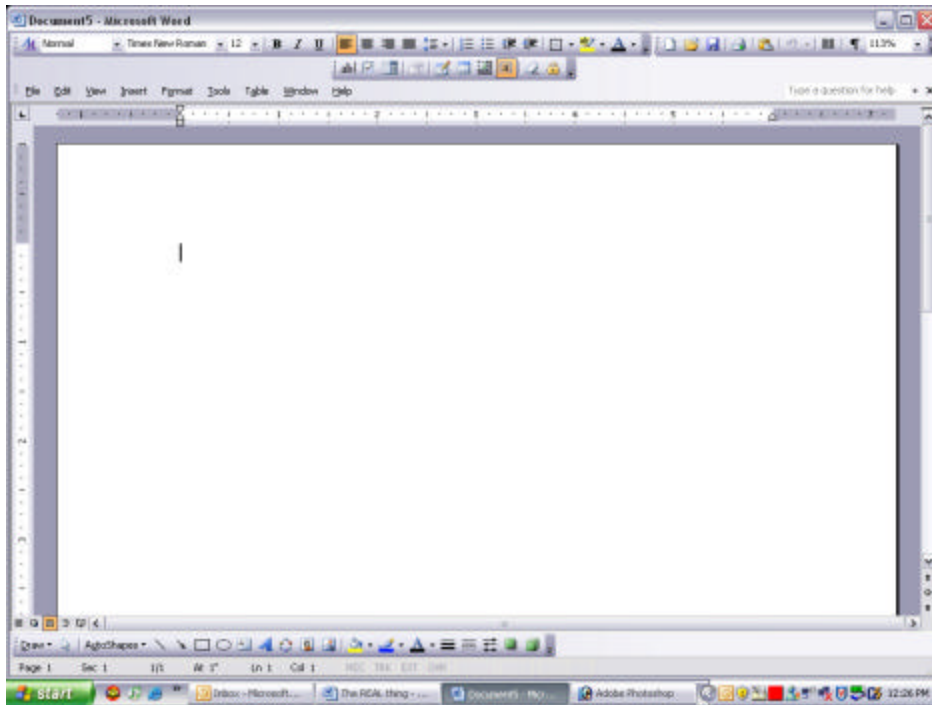 Document5 - Microsoft Word
Normal Times New Roman 12 B I U 113%
File Edit View Insert Format Tools Table Window Help Type a question for help
Draw AutoShapes
Page 1 Sec 1 1/1 At 1" Ln 1 Col 1 REC TRK EXT OVR
start Inbox - Microsoft... The REAL thing - ... Document5 - Micr... Adobe Photoshop 12:26 PM